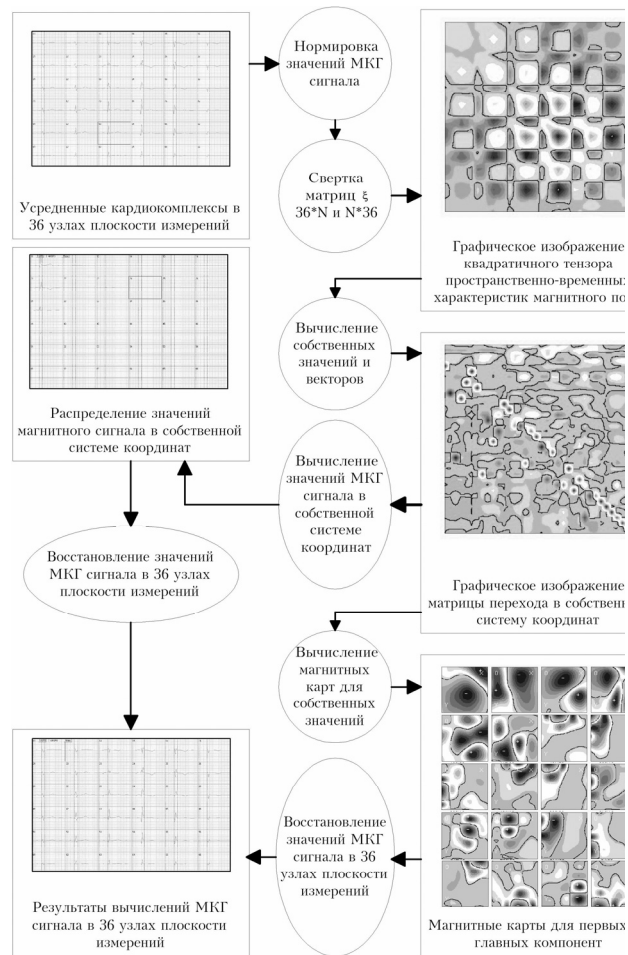 Нормировка
значений МКГ
сигнала
Усредненные кардиокомплексы в
36 узлах плоскости измерений
Свертка
матриц ξ
36*N и N*36
Графическое изображение
квадратичного тензора
пространственно-временных
характеристик магнитного
Вычисление
собственных
значений и
векторов
Распределение значений
магнитного сигнала в собственной
системе координат
Вычисление
значений МКГ
сигнала в
собственной
системе
координат
Восстановление значений
МКГ сигнала в 36 узлах
плоскости измерений
Графическое изображение
матрицы перехода в
систему координат
Вычисление
магнитных
карт для
собственных
значений
Восстановление
значений МКГ
сигнала в 36
узлах плоскости
измерений
Результаты вычислений МКГ
сигнала в 36 узлах плоскости
измерений
Магнитные карты для первых
главных компонент